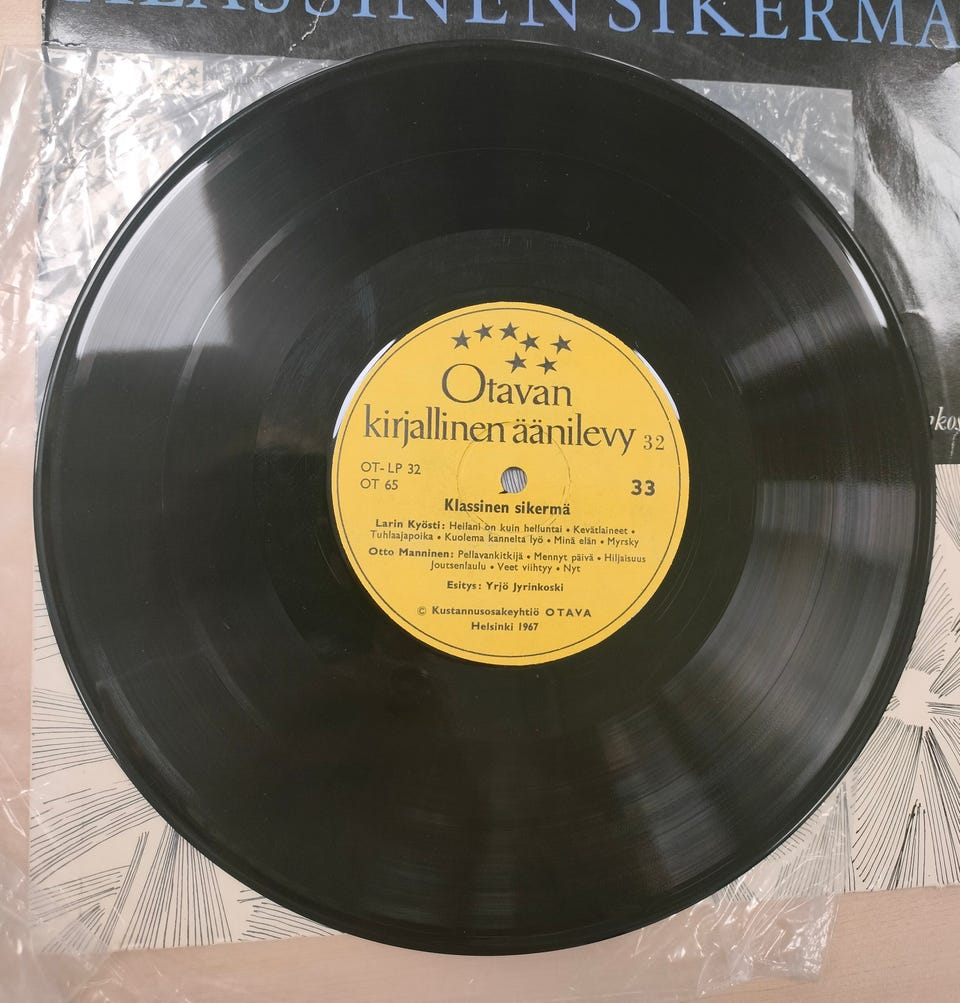 KLASSINEN SIKERMÄ
Otavan
kirjallinen äänilevy 32
OT-LP 32
OT 65
33
Klassinen sikermä
Larin Kyösti: Heilani on kuin helluntai • Kevätlaineet •
Tuhlaajapoika • Kuolema kannelta lyö • Minä elän • Myrsky
Otto Manninen: Pellavankitkijä • Mennyt päivä • Hiljaisuus
Joutsenlaulu • Veet viihtyy • Nyt
Esitys: Yrjö Jyrinkoski
© Kustannusosakeyhtiö OTAVA
Helsinki 1967